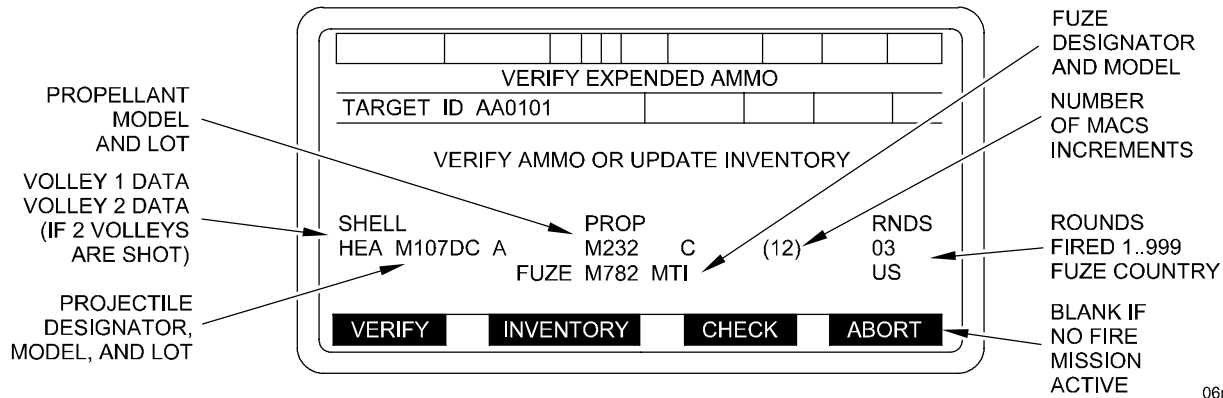 PROPELLANT
MODEL
AND LOT
VOLLEY 1 DATA
VOLLEY 2 DATA
(IF 2 VOLLEYS
ARE SHOT)
PROJECTILE
DESIGNATOR,
MODEL, AND LOT
VERIFY EXPENDED AMMO
TARGET ID AA0101
VERIFY AMMO OR UPDATE INVENTORY
SHELL PROP RNDS
HEA M107DC A M232 C (12) 03
FUZE M782 MTI US
VERIFY INVENTORY CHECK ABORT
FUZE
DESIGNATOR
AND MODEL
NUMBER
OF MACS
INCREMENTS
ROUNDS
FIRED 1..999
FUZE COUNTRY
BLANK IF
NO FIRE
MISSION
ACTIVE